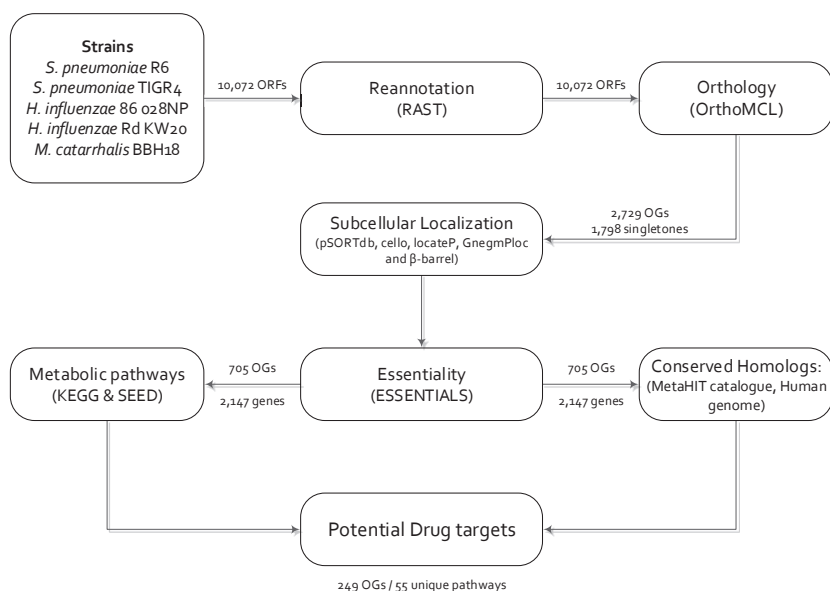 Strains
S. pneumoniae R6
S. pneumoniae TIGR4
H. influenzae 86 028NP
H. influenzae Rd KW20
M. catarrhalis BBH18
10,072 ORFs
Reannotation
(RAST)
10,072 ORFs
Orthology
(OrthoMCL)
2,729 OGs
1,798 singletones
Subcellular Localization
(pSORTdb, cello, locateP, GnegmPloc
and β-barrel)
Metabolic pathways
(KEGG & SEED)
705 OGs
2,147 genes
Essentiality
(ESSENTIALS)
705 OGs
2,147 genes
Conserved Homologs:
(MetaHIT catalogue, Human
genome)
Potential Drug targets
249 OGs / 55 unique pathways